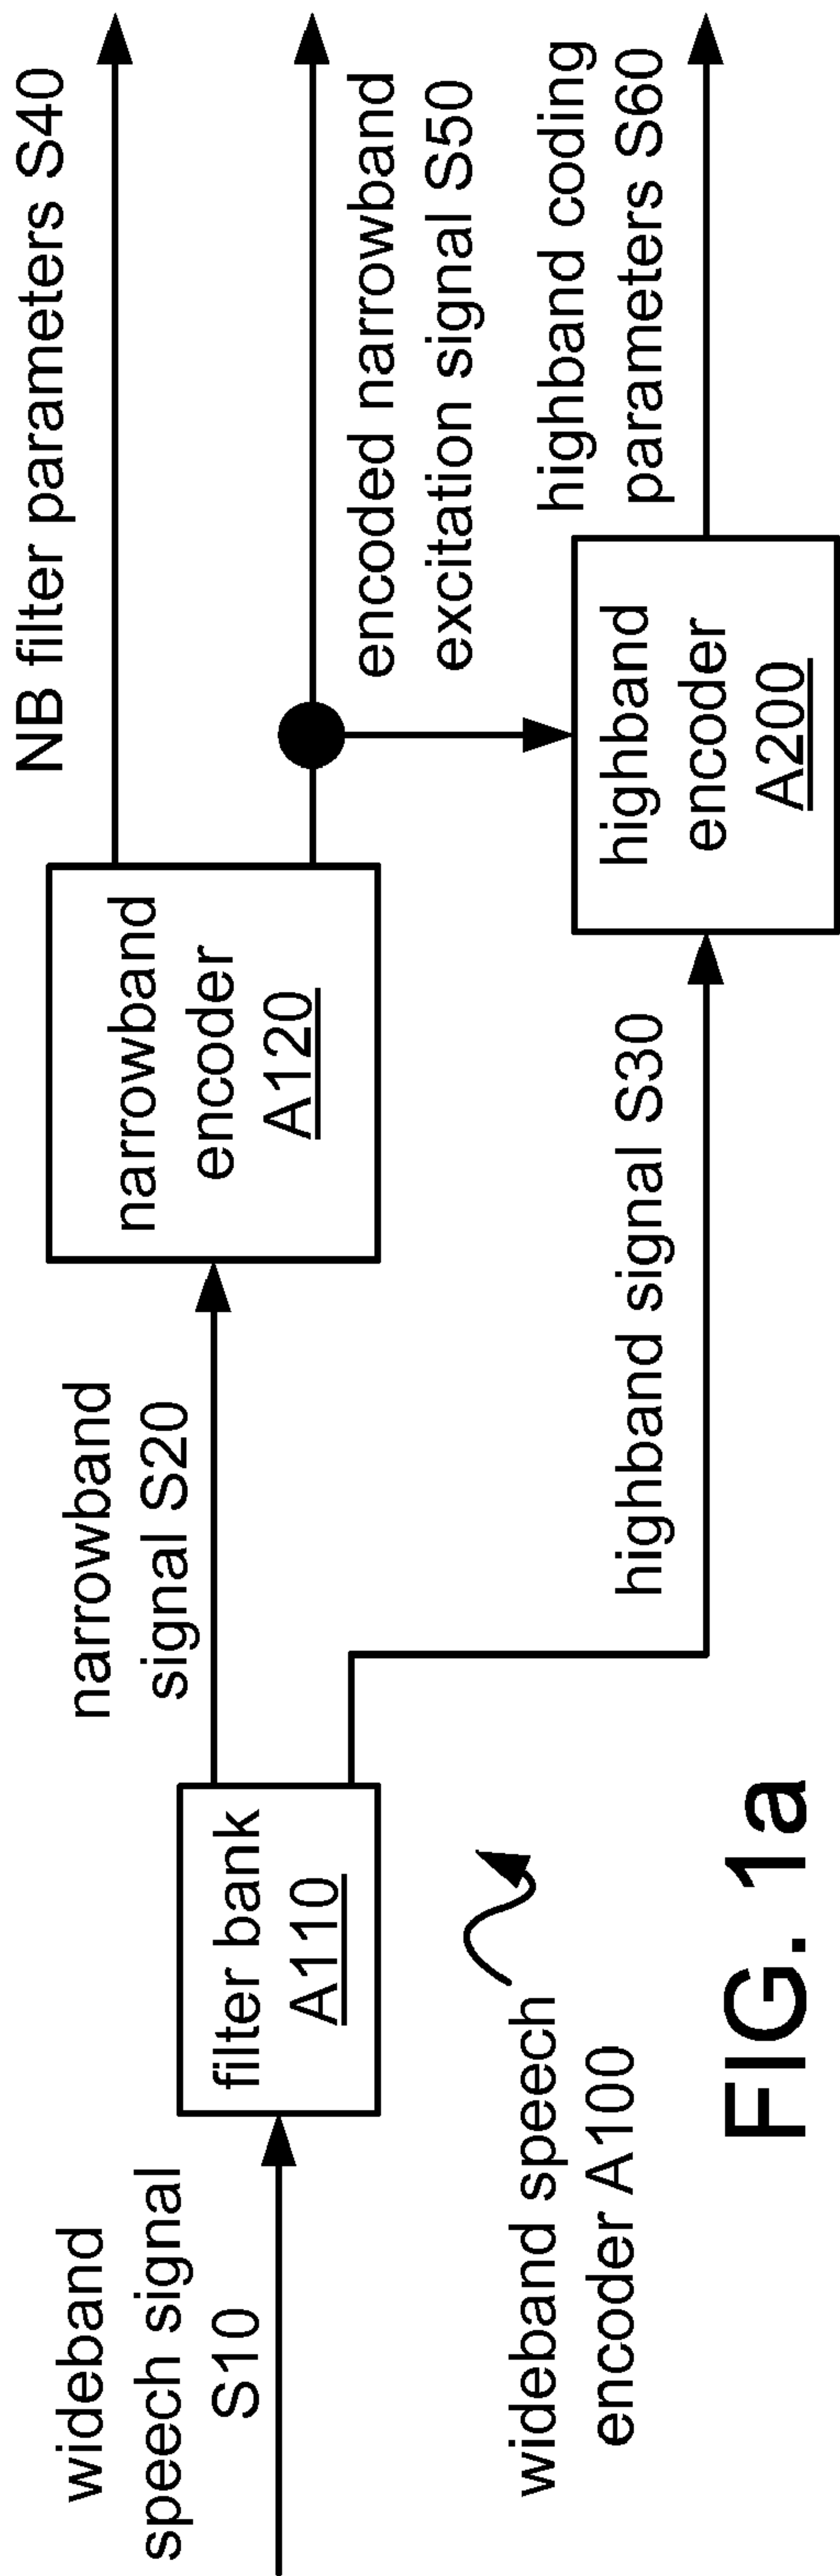 wideband
speech signal
S10
filter bank
A110
narrowband
signal S20
narrowband
encoder
A120
NB filter parameters S40
encoded narrowband
excitation signal S50
highband signal S30
highband
encoder
A200
highband coding
parameters S60
wideband speech
encoder A100
FIG. 1a